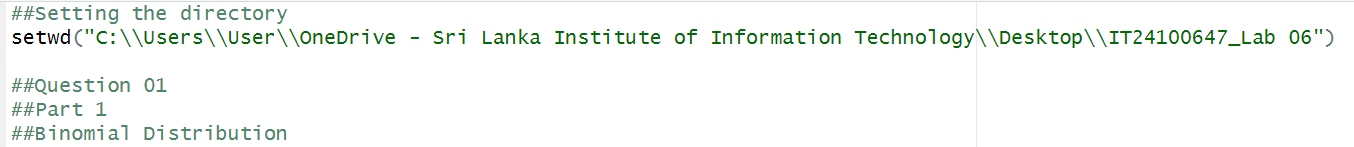 ##Setting the directory
setwd("C:\\Users\\User\\OneDrive - Sri Lanka Institute of Information Technology\\Desktop\\IT24100647_Lab 06")
##Question 01
##Part 1
##Binomial Distribution